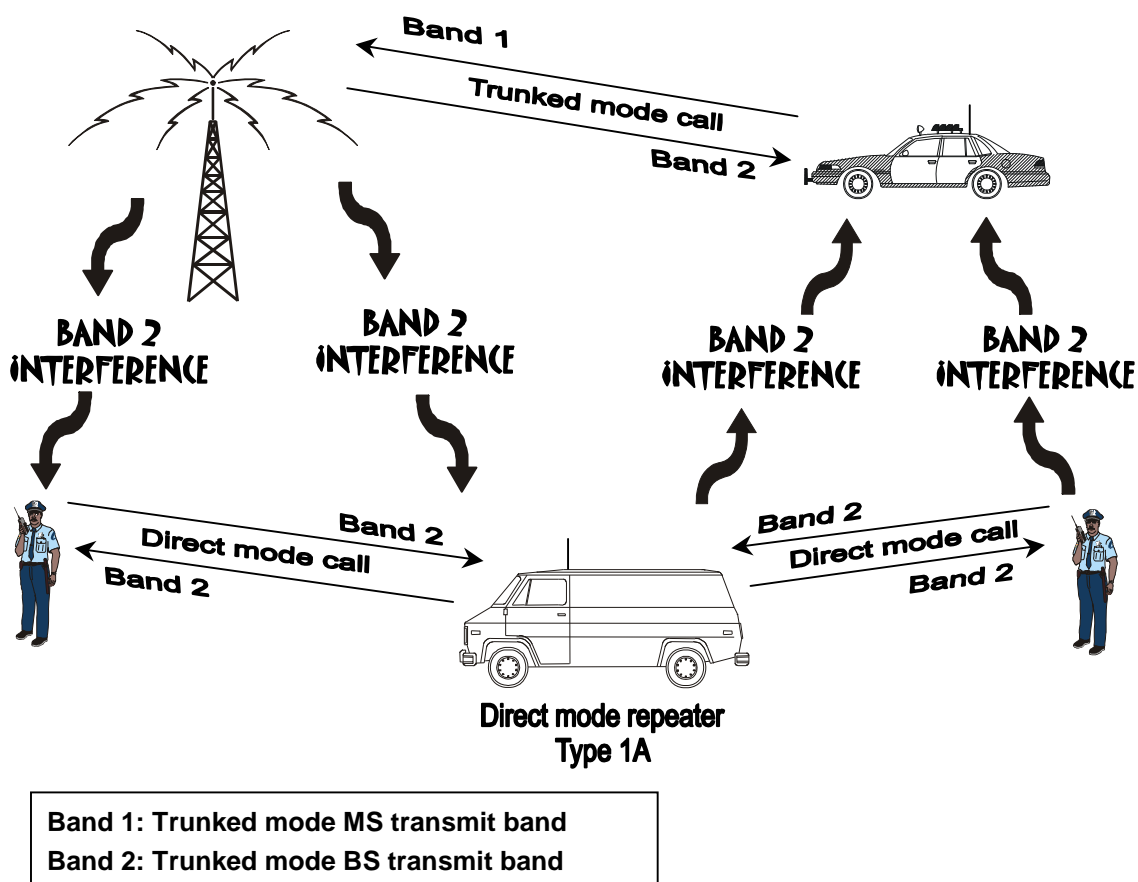 Band 1
Trunked mode call
Band 2
BAND 2
iNTERFERENCE
BAND 2
iNTERFERENCE
BAND 2
iNTERFERENCE
BAND 2
iNTERFERENCE
Band 2
Direct mode call
Band 2
Band 2
Direct mode call
Band 2
Direct mode repeater
Type 1A
Band 1: Trunked mode MS transmit band
Band 2: Trunked mode BS transmit band